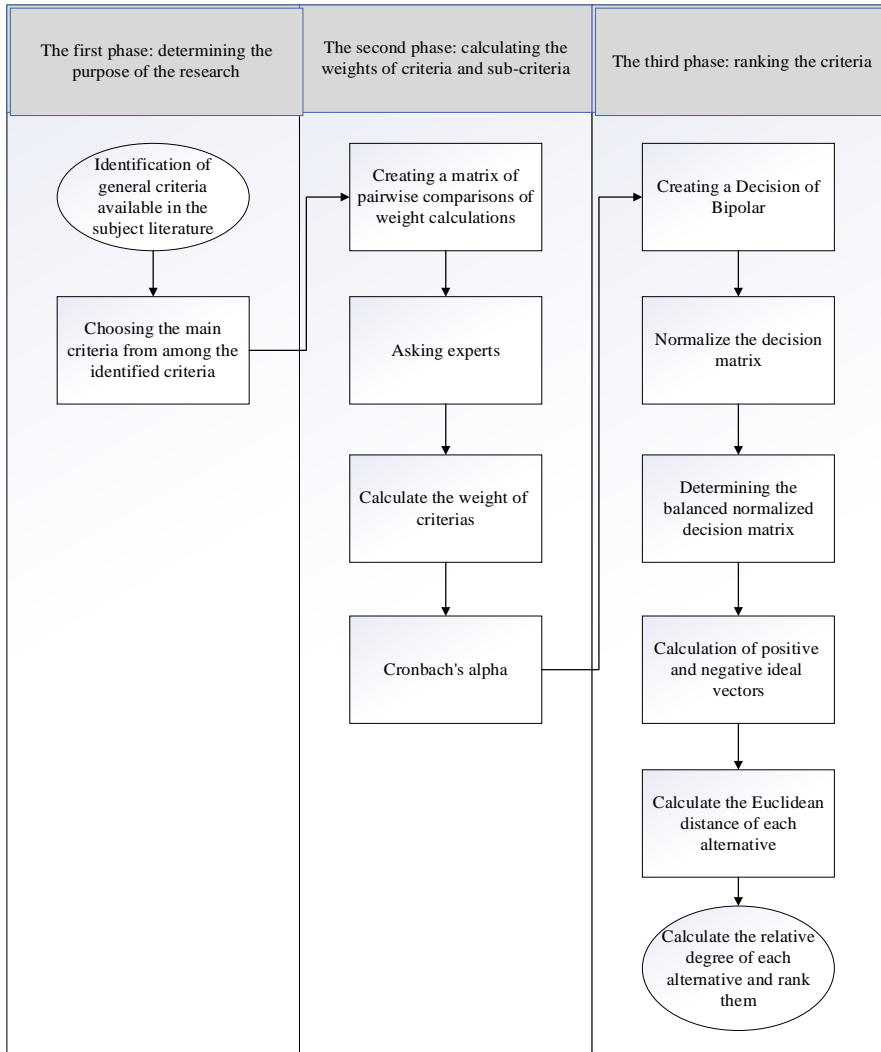 The first phase: determining the
purpose of the research
The second phase: calculating the
weights of criteria and sub-criteria
The third phase: ranking the criteria
Identification of
general criteria
available in the
subject literature
Choosing the main
criteria from among the
identified criteria
Creating a matrix of
pairwise comparisons of
weight calculations
Asking experts
Calculate the weight of
criterias
Cronbach's alpha
Creating a Decision of
Bipolar
Normalize the decision
matrix
Determining the
balanced normalized
decision matrix
Calculation of positive
and negative ideal
vectors
Calculate the Euclidean
distance of each
alternative
Calculate the relative
degree of each
alternative and rank
them